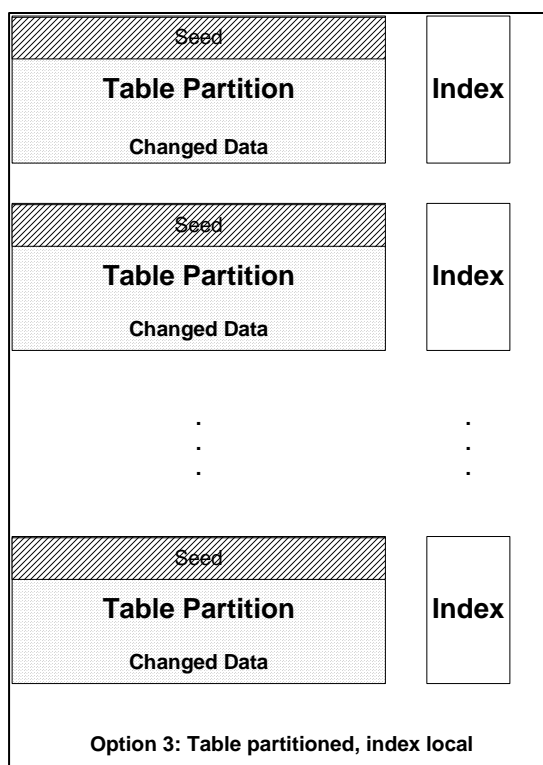 Seed
Table Partition Index
Changed Data
Seed
Table Partition Index
Changed Data
. .
. .
. .
Seed
Table Partition Index
Changed Data
Option 3: Table partitioned, index local